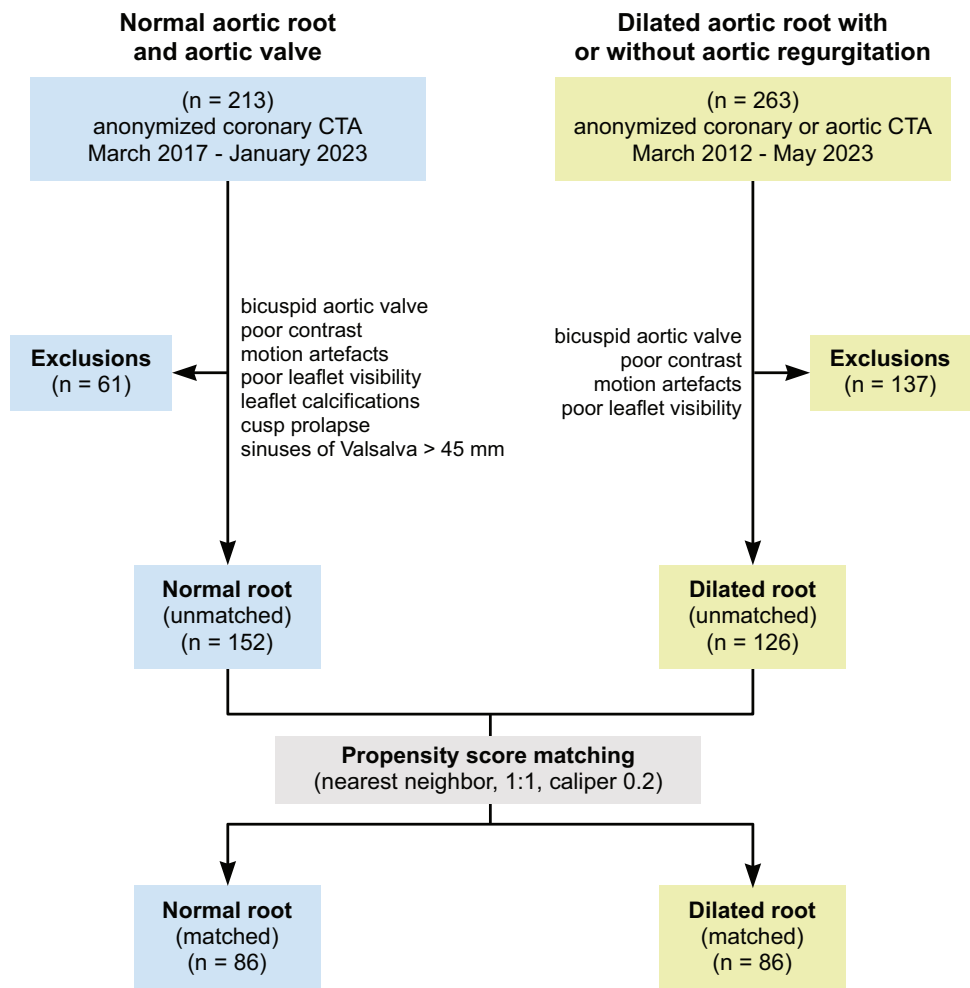 Normal aortic root
and aortic valve
(n = 213)
anonymized coronary CTA
March 2017 - January 2023
Dilated aortic root with
or without aortic regurgitation
(n = 263)
anonymized coronary or aortic CTA
March 2012 - May 2023
Exclusions
(n = 61)
bicuspid aortic valve
poor contrast
motion artefacts
poor leaflet visibility
leaflet calcifications
cusp prolapse
sinuses of Valsalva > 45 mm
bicuspid aortic valve
poor contrast
motion artefacts
poor leaflet visibility
Exclusions
(n = 137)
Normal root
(unmatched)
(n = 152)
Dilated root
(unmatched)
(n = 126)
Propensity score matching
(nearest neighbor, 1:1, caliper 0.2)
Normal root
(matched)
(n = 86)
Dilated root
(matched)
(n = 86)